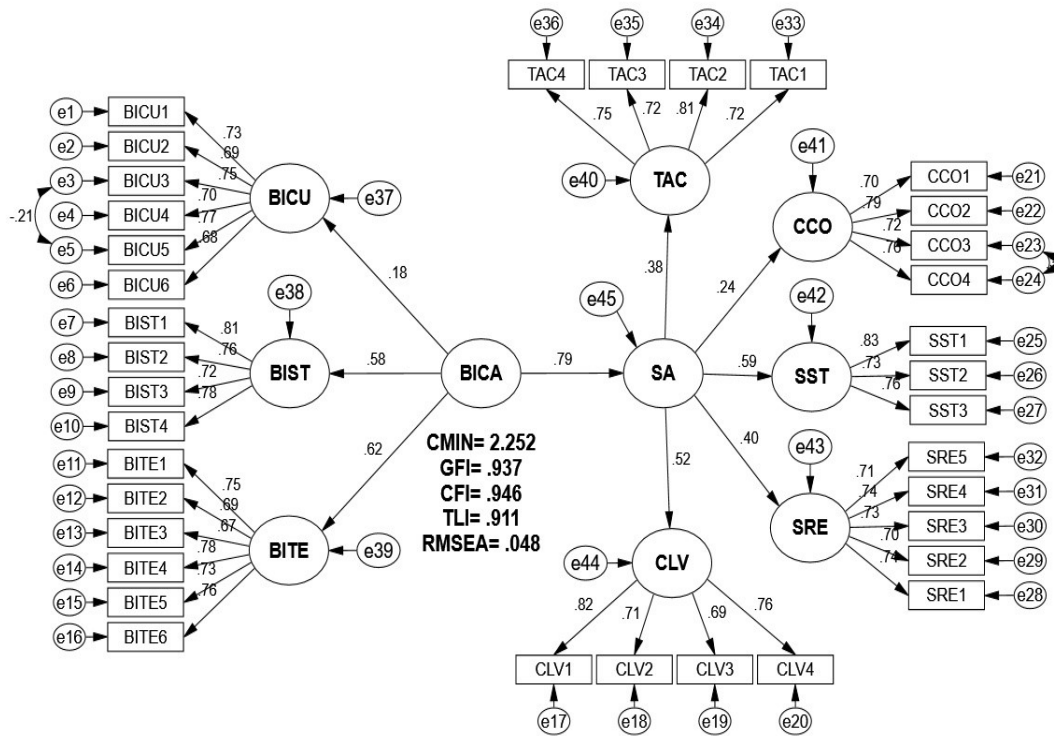 e36
e35
e34
e33
TAC4
TAC3
TAC2
TAC1
.75
.72
.81
.72
e40
TAC
e41
CCO
.70
.79
.72
.76
CCO1
e21
CCO2
e22
CCO3
e23
CCO4
e24
e1
BICU1
e2
BICU2
e3
BICU3
e4
BICU4
e5
BICU5
e6
BICU6
-.21
.73
.69
.75
.70
.77
.68
BICU
e37
.18
.38
.24
e38
e45
e42
e7
BIST1
e8
BIST2
e9
BIST3
e10
BIST4
.81
.76
.72
.78
BIST
.58
BICA
.79
SA
.59
SST
.83
.73
.76
SST1
e25
SST2
e26
SST3
e27
.62
.52
.40
CMIN= 2.252
GFI= .937
CFI= .946
TLI= .911
RMSEA= .048
e11
BITE1
e12
BITE2
e13
BITE3
e14
BITE4
e15
BITE5
e16
BITE6
.75
.69
.67
.78
.73
.76
BITE
e39
e43
SRE
.71
.74
.73
.70
.74
SRE5
e32
SRE4
e31
SRE3
e30
SRE2
e29
SRE1
e28
e44
CLV
.82
.71
.69
.76
CLV1
CLV2
CLV3
CLV4
e17
e18
e19
e20